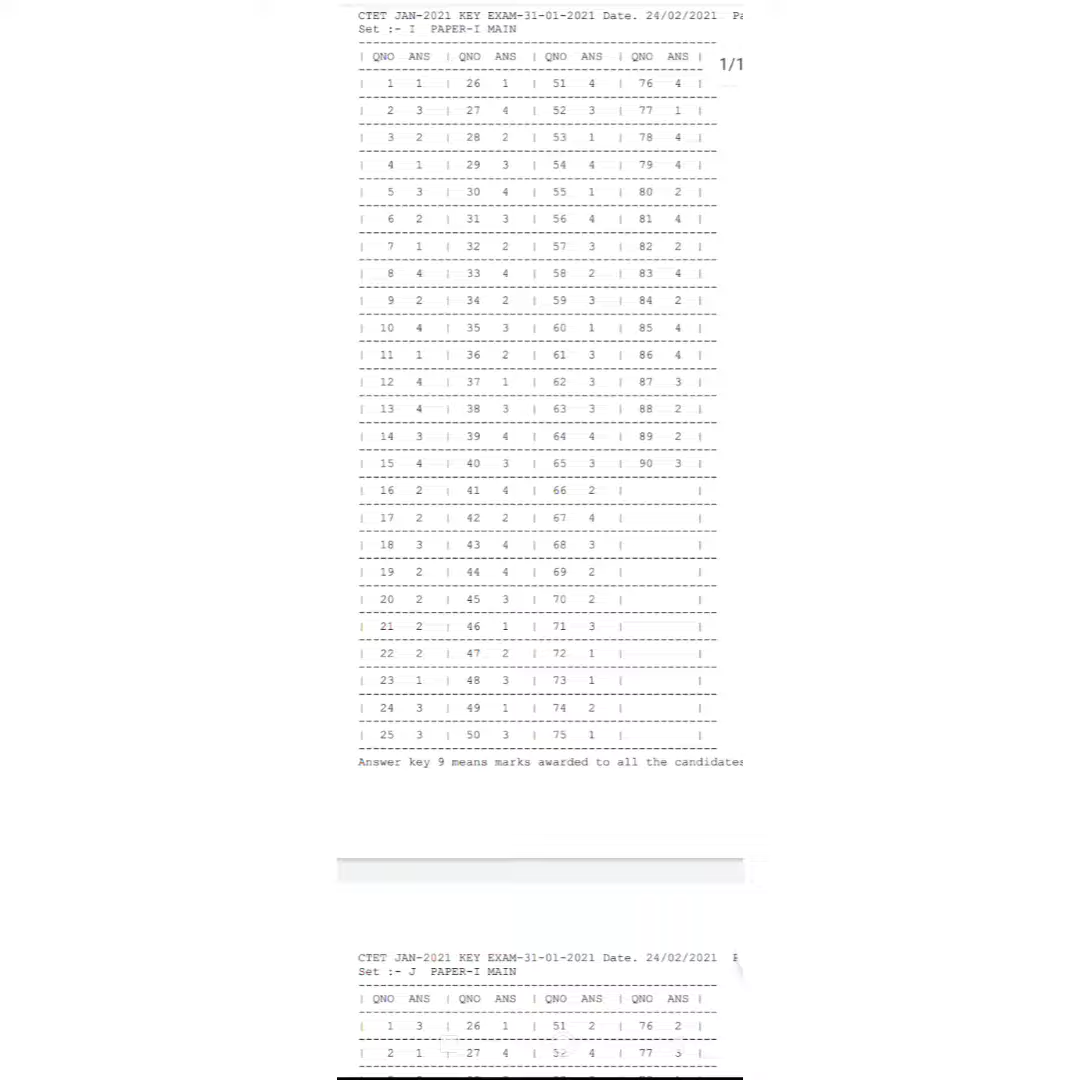 CTET JAN-2021 KEY EXAM-31-01-2021 Date. 24/02/2021
Set :- I PAPER-I MAIN
| QNO ANS | QNO ANS | QNO ANS | QNO ANS |
1/1
| 1 1 | 26 1 | 51 4 | 76 4 |
| 2 3 | 27 4 | 52 3 | 77 1 |
| 3 2 | 28 2 | 53 1 | 78 4 |
| 4 1 | 29 3 | 54 4 | 79 4 |
| 5 3 | 30 4 | 55 1 | 80 2 |
| 6 2 | 31 3 | 56 4 | 81 4 |
| 7 1 | 32 2 | 57 3 | 82 2 |
| 8 4 | 33 4 | 58 2 | 83 4 |
| 9 2 | 34 2 | 59 3 | 84 2 |
| 10 4 | 35 3 | 60 1 | 85 4 |
| 11 1 | 36 2 | 61 3 | 86 4 |
| 12 4 | 37 1 | 62 3 | 87 3 |
| 13 4 | 38 3 | 63 3 | 88 2 |
| 14 3 | 39 4 | 64 4 | 89 2 |
| 15 4 | 40 3 | 65 3 | 90 3 |
| 16 2 | 41 4 | 66 2 | |
| 17 2 | 42 2 | 67 4 | |
| 18 3 | 43 4 | 68 3 | |
| 19 2 | 44 4 | 69 2 | |
| 20 2 | 45 3 | 70 2 | |
| 21 2 | 46 1 | 71 3 | |
| 22 2 | 47 2 | 72 1 | |
| 23 1 | 48 3 | 73 1 | |
| 24 3 | 49 1 | 74 2 | |
| 25 3 | 50 3 | 75 1 | |
Answer key 9 means marks awarded to all the candidates
CTET JAN-2021 KEY EXAM-31-01-2021 Date. 24/02/2021
Set :- J PAPER-I MAIN
| QNO ANS | QNO ANS | QNO ANS | QNO ANS |
| 1 3 | 26 1 | 51 2 | 76 2 |
| 2 1 | 27 4 | 52 4 | 77 3 |